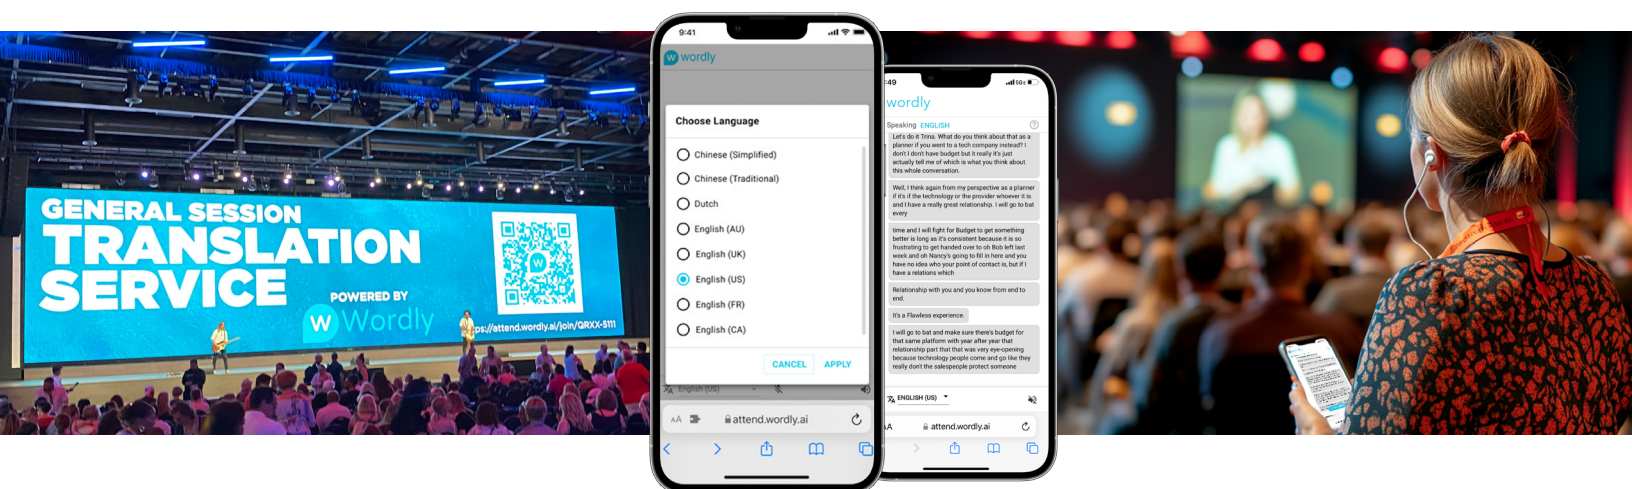 GENERAL SESSION
TRANSLATION
SERVICE
POWERED BY
w Wordly
ps://attend.wordly.ai/join/QRXX-5111
9:41
w wordly
Choose Language
Chinese (Simplified)
Chinese (Traditional)
Dutch
English (AU)
English (UK)
English (US)
English (FR)
English (CA)
CANCEL APPLY
English (US)
AA attend.wordly.ai
:49 5G
wordly
Speaking ENGLISH
Let's do it Trina. What do you think about that as a
planner if you went to a tech company instead? I
don't I don't have budget but it really it's just
actually tell me of which is what you think about
this whole conversation.
Well, I think again from my perspective as a planner
if it's if the technology or the provider whoever it is
and I have a really great relationship. I will go to bat
every
time and I will fight for Budget to get something
better is long as it's consistent because it is so
frustrating to get handed over to oh Bob left last
week and oh Nancy's going to fill in here and you
have no idea who your point of contact is, but if I
have a relations which
Relationship with you and you know from end to
end.
It's a Flawless experience.
I will go to bat and make sure there's budget for
that same platform with year after year that
relationship part that that was very eye-opening
because technology people come and go like they
really don't the salespeople protect someone
ENGLISH (US)
AA attend.wordly.ai